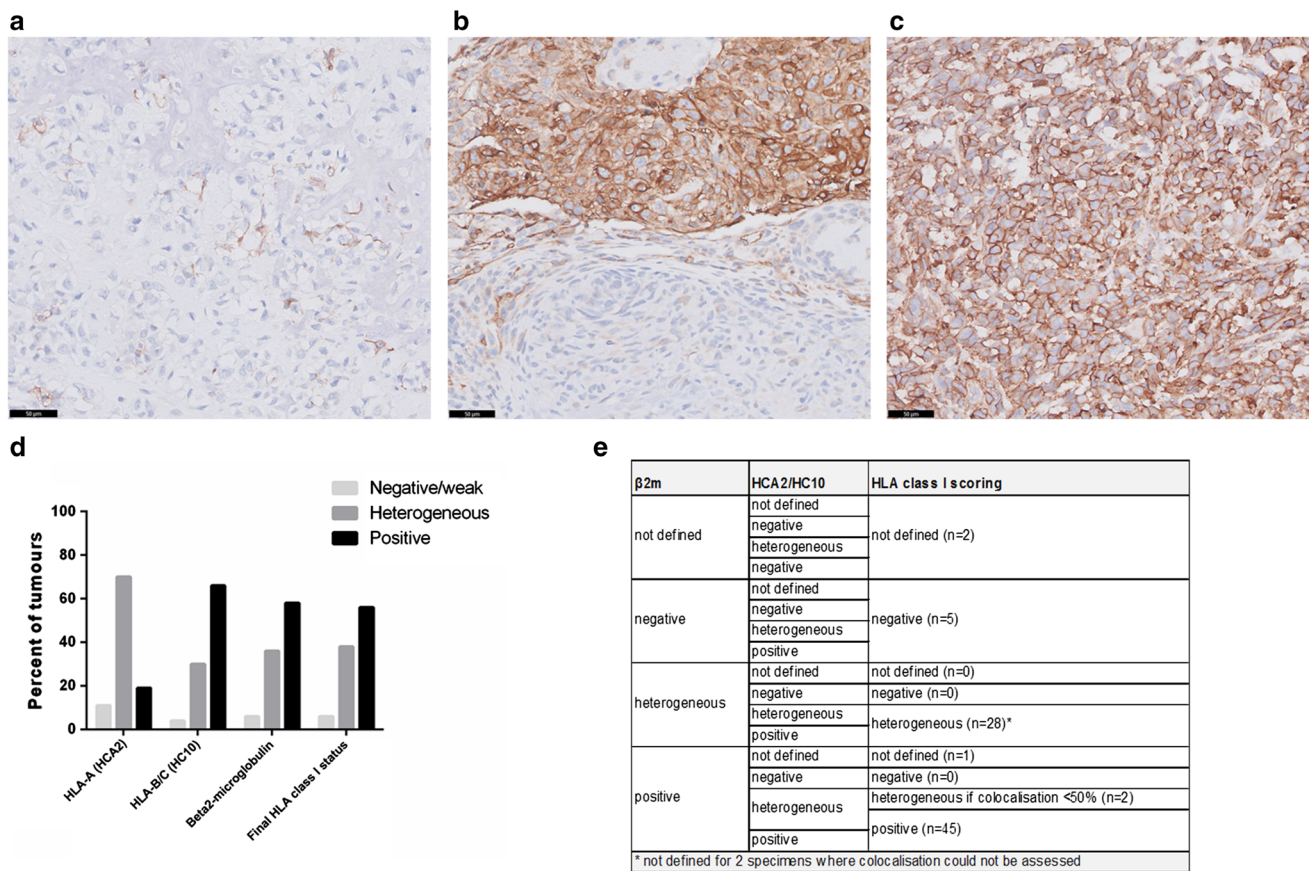 a
b
c
50 µm
50 µm
50 µm
d
Negative/weak
Heterogeneous
Positive
Percent of tumours
100
80
60
40
20
0
HLA-A (HCA2)
HLA-B/C (HC10)
Beta2-microglobulin
Final HLA class I status
e
β2m HCA2/HC10 HLA class I scoring
not defined
not defined
negative
heterogeneous
negative
not defined (n=2)
negative
not defined
negative
heterogeneous
positive
negative (n=5)
heterogeneous
not defined not defined (n=0)
negative negative (n=0)
heterogeneous
positive
heterogeneous (n=28)*
positive
not defined not defined (n=1)
negative negative (n=0)
heterogeneous
heterogeneous if colocalisation <50% (n=2)
positive
positive (n=45)
* not defined for 2 specimens where colocalisation could not be assessed